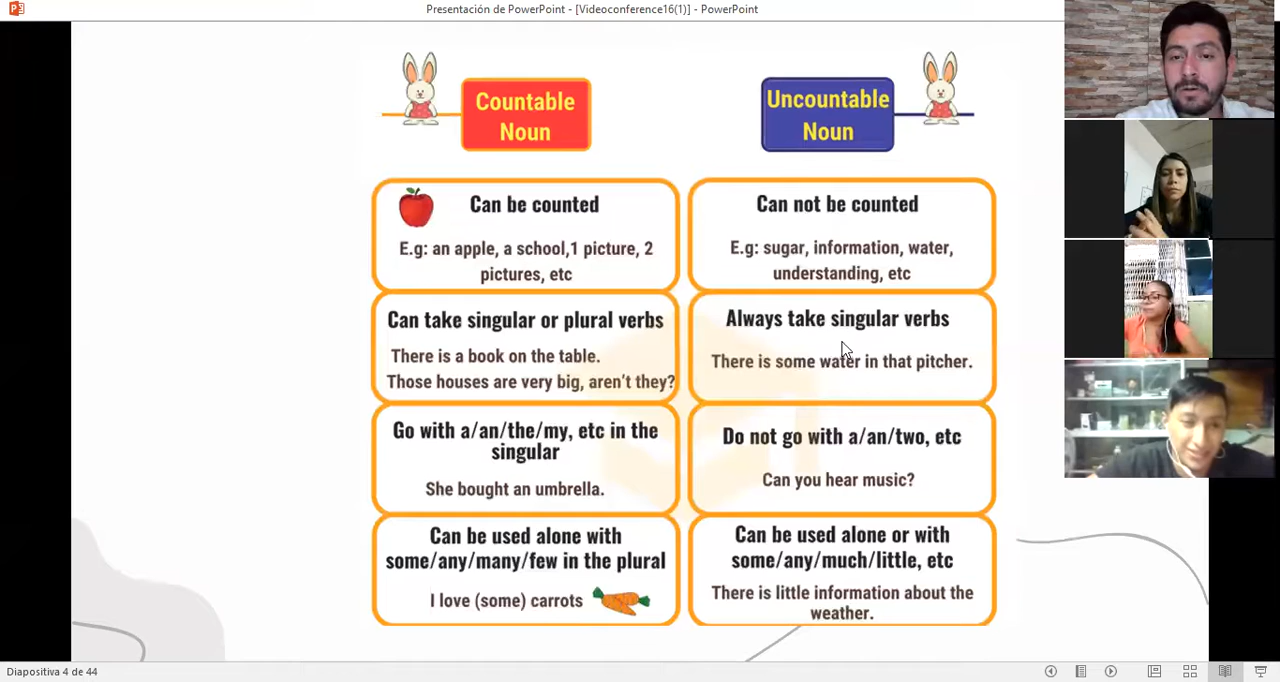 Presentación de PowerPoint - [Videoconference16(1)] - PowerPoint
Countable
Noun
Uncountable
Noun
Can be counted
E.g: an apple, a school,1 picture, 2
pictures, etc
Can not be counted
E.g: sugar, information, water,
understanding, etc
Can take singular or plural verbs
There is a book on the table.
Those houses are very big, aren't they?
Always take singular verbs
There is some water in that pitcher.
Go with a/an/the/my, etc in the
singular
She bought an umbrella.
Do not go with a/an/two, etc
Can you hear music?
Can be used alone with
some/any/many/few in the plural
I love (some) carrots
Can be used alone or with
some/any/much/little, etc
There is little information about the
weather.
Diapositiva 4 de 44